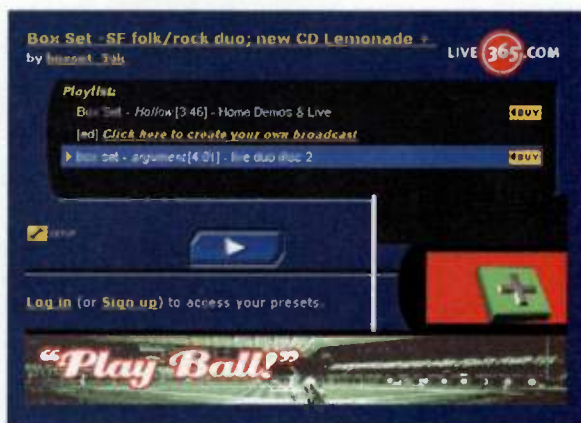 Box Set - SF folk/rock duo; new CD Lemonade +
by
LIVE 365.COM
Playlist:
Box Set - Hollow [3:46] - Home Demos & Live
BUY
[ad] Click here to create your own broadcast
box set - argument [4:01] - live duo disc 2
BUY
SETUP
Log in (or Sign up) to access your presets.
“Play Ball!”